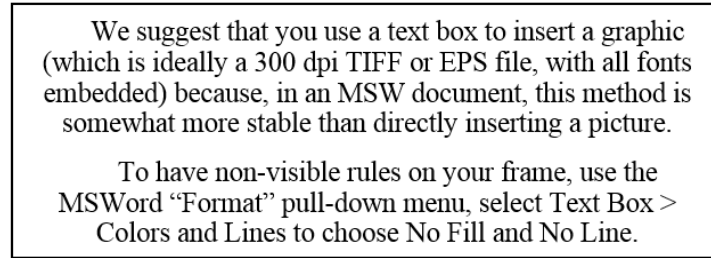 We suggest that you use a text box to insert a graphic
(which is ideally a 300 dpi TIFF or EPS file, with all fonts
embedded) because, in an MSW document, this method is
somewhat more stable than directly inserting a picture.
To have non-visible rules on your frame, use the
MSWord “Format” pull-down menu, select Text Box >
Colors and Lines to choose No Fill and No Line.